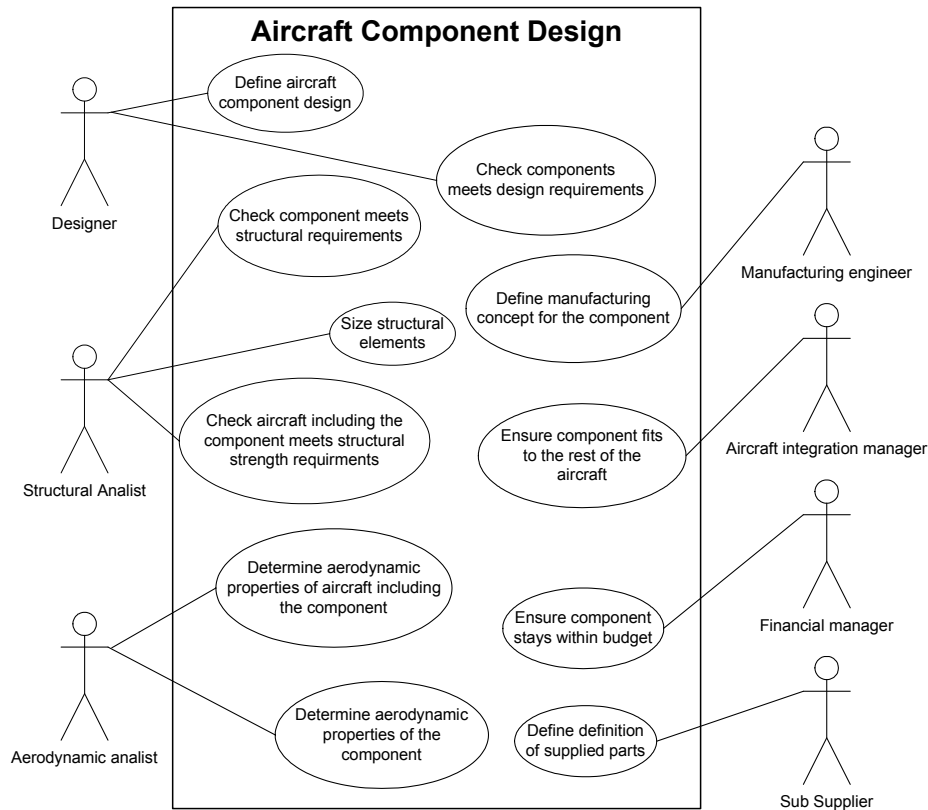 Aircraft Component Design
Define aircraft
component design
Check components
meets design requirements
Designer
Check component meets
structural requirements
Manufacturing engineer
Define manufacturing
concept for the component
Size structural
elements
Check aircraft including the
component meets structural
strength requirments
Ensure component fits
to the rest of the
aircraft
Aircraft integration manager
Structural Analist
Determine aerodynamic
properties of aircraft including
the component
Ensure component
stays within budget
Financial manager
Determine aerodynamic
properties of the
component
Define definition
of supplied parts
Aerodynamic analist
Sub Supplier